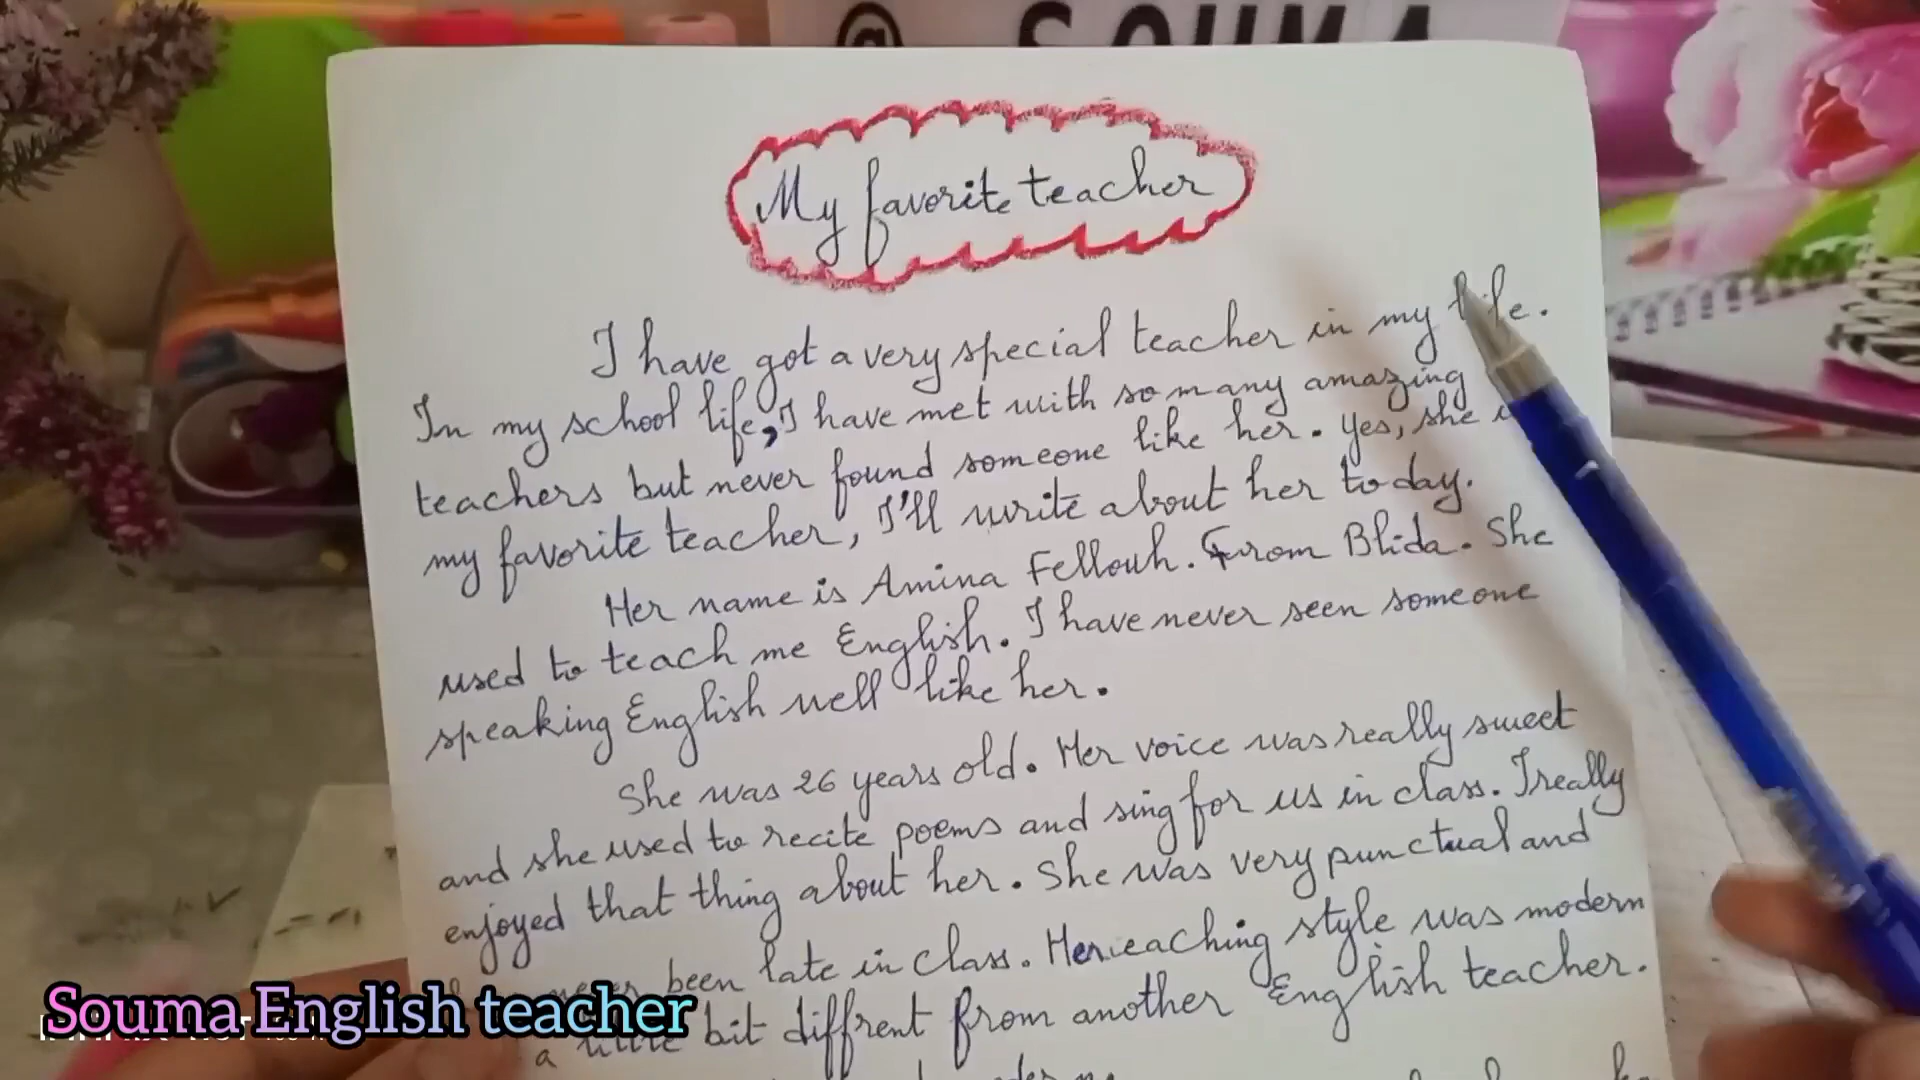 @ SOUMA
My favorite teacher
I have got a very special teacher in my life.
In my school life, I have met with so many amazing
teachers but never found someone like her. Yes, she
my favorite teacher, I'll write about her today.
Her name is Amina Fellouh. From Blida. She
used to teach me English. I have never seen someone
speaking English well like her.
She was 26 years old. Her voice was really sweet
and she used to recite poems and sing for us in class. I really
enjoyed that thing about her. She was very punctual and
never been late in class. Her teaching style was modern
a little bit diffrent from another English teacher.
Souma English teacher